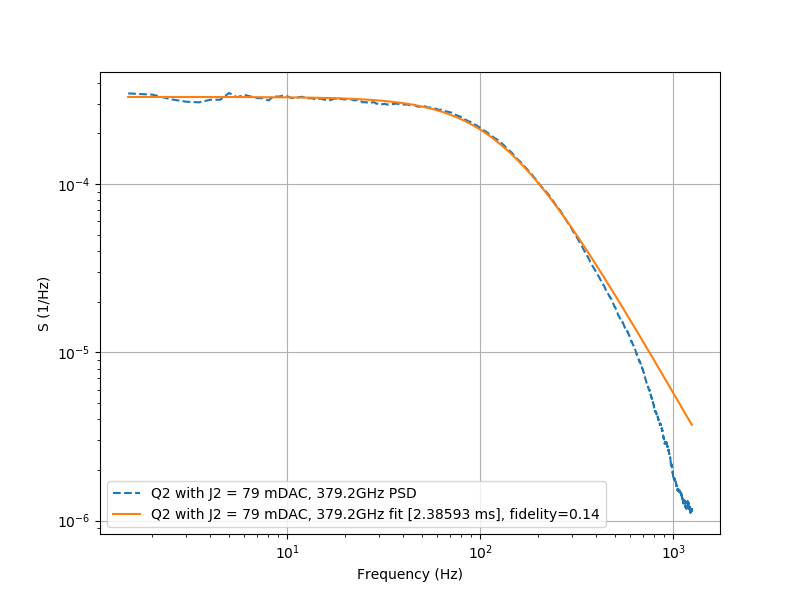 10⁻⁴
10⁻⁵
10⁻⁶
S (1/Hz)
Q2 with J2 = 79 mDAC, 379.2GHz PSD
Q2 with J2 = 79 mDAC, 379.2GHz fit [2.38593 ms], fidelity=0.14
10¹ 10² 10³
Frequency (Hz)